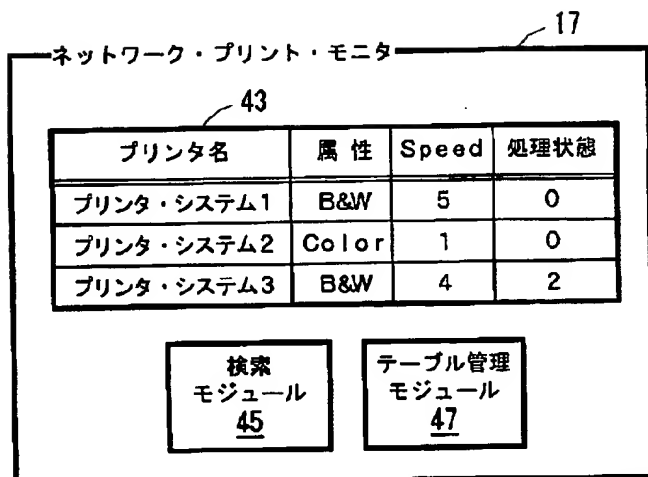 17
ネットワーク・プリント・モニタ
43
プリンタ名 属性 Speed 処理状態
プリンタ・システム1 B&W 5 0
プリンタ・システム2 Color 1 0
プリンタ・システム3 B&W 4 2
検索 テーブル管理
モジュール モジュール
45 47